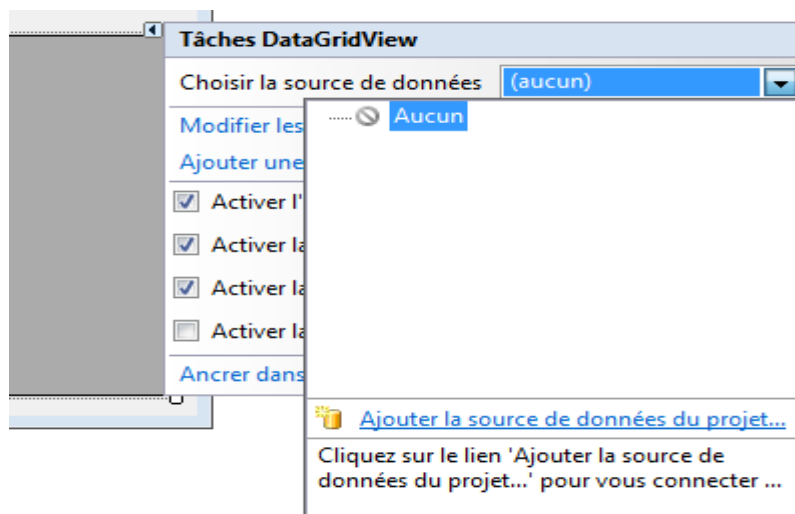 Tâches DataGridView
Choisir la source de données (aucun)
Aucun
Modifier les
Ajouter une
Activer l'
Activer la
Activer la
Activer la
Ancrer dans
Ajouter la source de données du projet...
Cliquez sur le lien 'Ajouter la source de
données du projet...' pour vous connecter ...